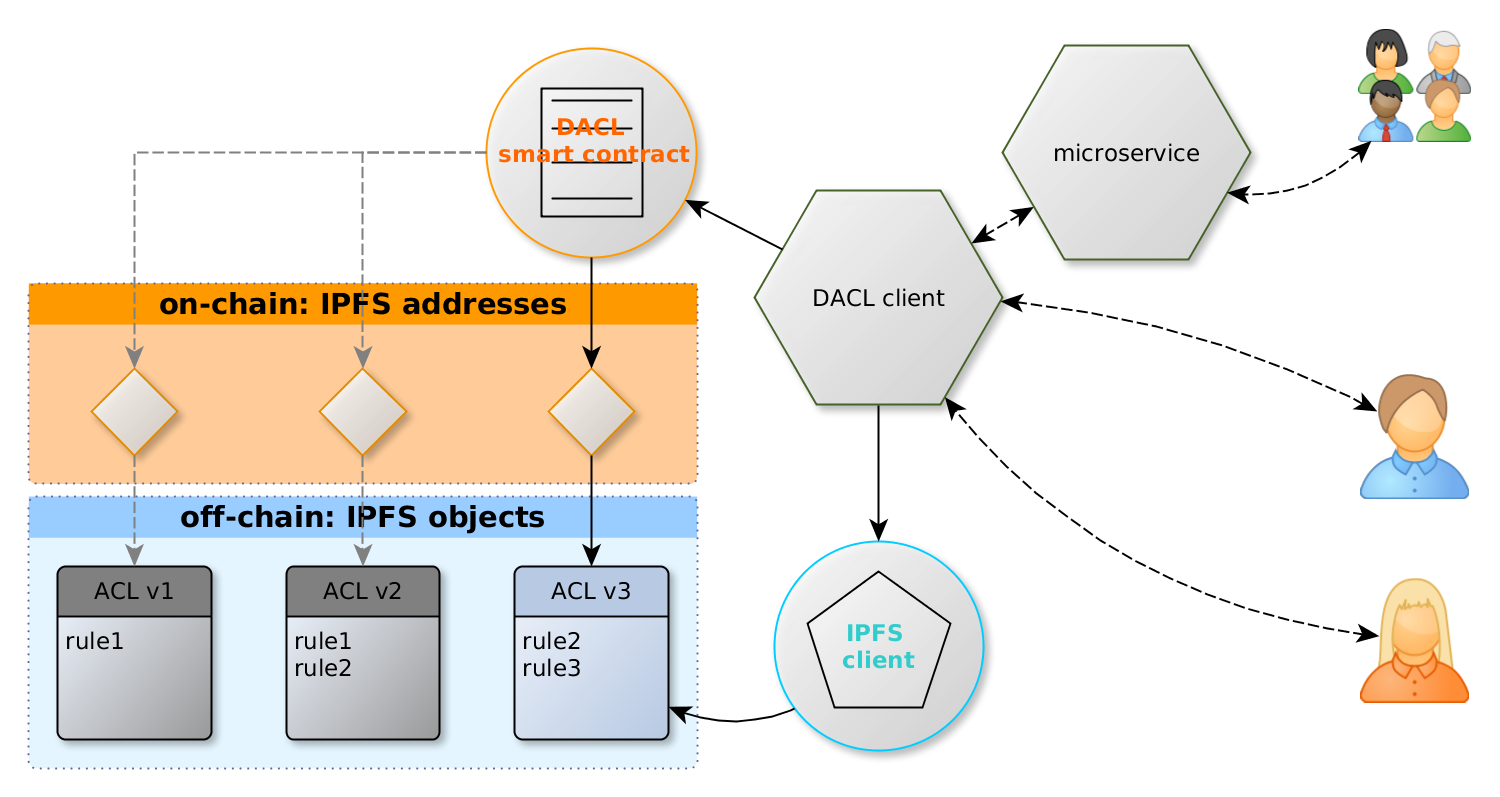 DACL
smart contract
microservice
DACL client
on-chain: IPFS addresses
off-chain: IPFS objects
ACL v1
rule1
ACL v2
rule1
rule2
ACL v3
rule2
rule3
IPFS
client